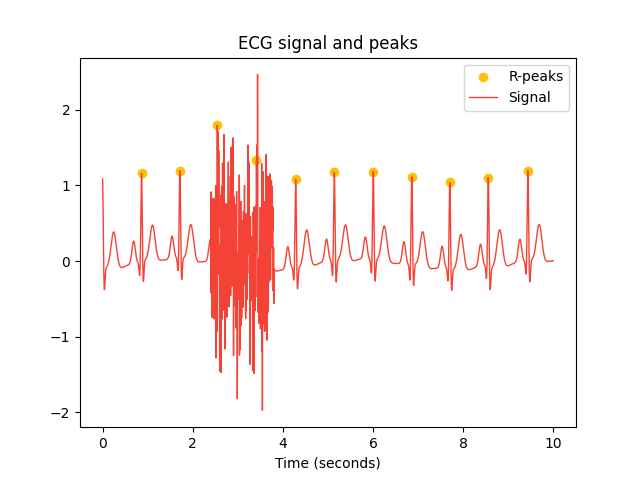 ECG signal and peaks
R-peaks
Signal
2
1
0
−1
−2
0 2 4 6 8 10
Time (seconds)